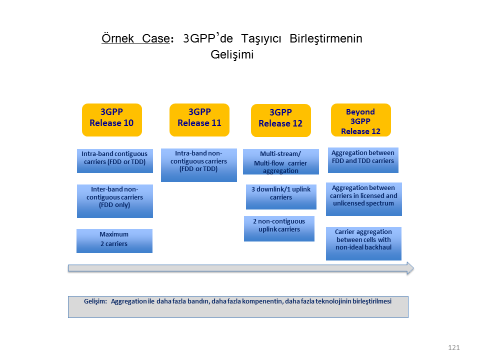 Örnek Case: 3GPP'de Taşıyıcı Birleştirmenin
Gelişimi
3GPP
Release 10
3GPP
Release 11
3GPP
Release 12
Beyond
3GPP
Release 12
Intra-band contiguous
carriers (FDD or TDD)
Inter-band non-
contiguous carriers
(FDD only)
Maximum
2 carriers
Intra-band non-
contiguous carriers
(FDD or TDD)
Multi-stream/
Multi-flow carrier
aggregation
3 downlink/1 uplink
carriers
2 non-contiguous
uplink carriers
Aggregation between
FDD and TDD carriers
Aggregation between
carriers in licensed and
unlicensed spectrum
Carrier aggregation
between cells with
non-ideal backhaul
Gelişim: Aggregation ile daha fazla bandın, daha fazla kompenentin, daha fazla teknolojinin birleştirilmesi
121